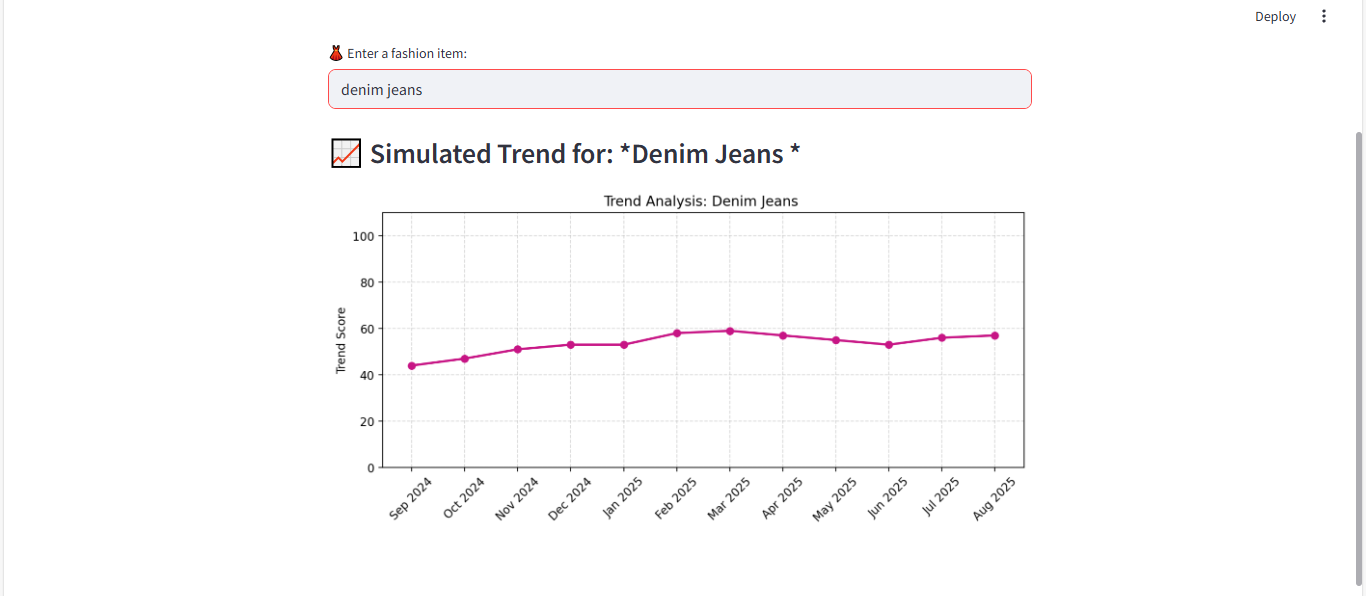 Deploy
Enter a fashion item:
denim jeans
Simulated Trend for: *Denim Jeans *
Trend Analysis: Denim Jeans
Trend Score
100
80
60
40
20
0
Sep 2024 Oct 2024 Nov 2024 Dec 2024 Jan 2025 Feb 2025 Mar 2025 Apr 2025 May 2025 Jun 2025 Jul 2025 Aug 2025